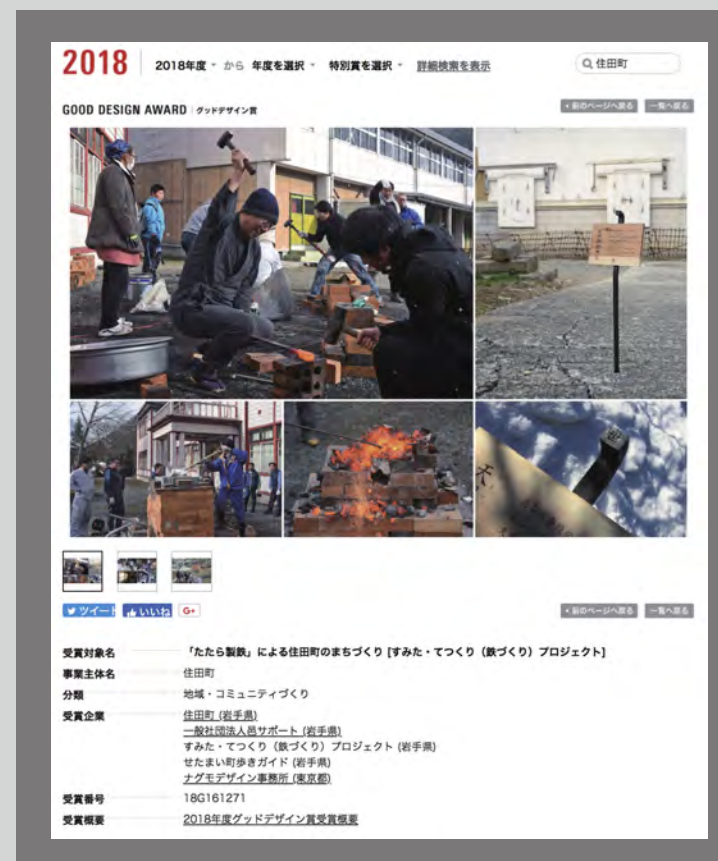 2018
2018年度 から 年度を選択 特別賞を選択 詳細検索を表示
住田町
GOOD DESIGN AWARD | グッドデザイン賞
前のページへ戻る 一覧へ戻る
ツイート いいね G+
前のページへ戻る 一覧へ戻る
受賞対象名 「たたら製鉄」による住田町のまちづくり [すみた・てつくり（鉄づくり）プロジェクト]
事業主体名 住田町
分類 地域・コミュニティづくり
受賞企業 住田町 (岩手県)
一般社団法人邑サポート (岩手県)
すみた・てつくり（鉄づくり）プロジェクト (岩手県)
せたまい町歩きガイド (岩手県)
ナグモデザイン事務所 (東京都)
受賞番号 18G161271
受賞概要 2018年度グッドデザイン賞受賞概要